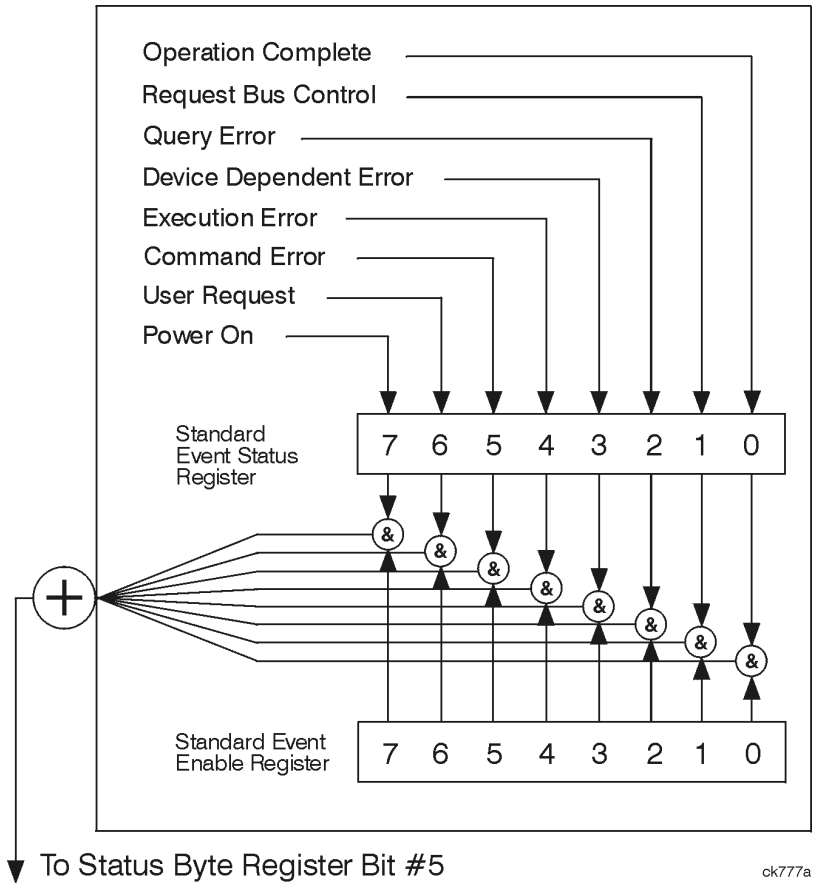 Operation Complete
Request Bus Control
Query Error
Device Dependent Error
Execution Error
Command Error
User Request
Power On
Standard
Event Status
Register
7 6 5 4 3 2 1 0
&
&
&
&
&
&
&
&
+
Standard Event
Enable Register
7 6 5 4 3 2 1 0
To Status Byte Register Bit #5
ck777a